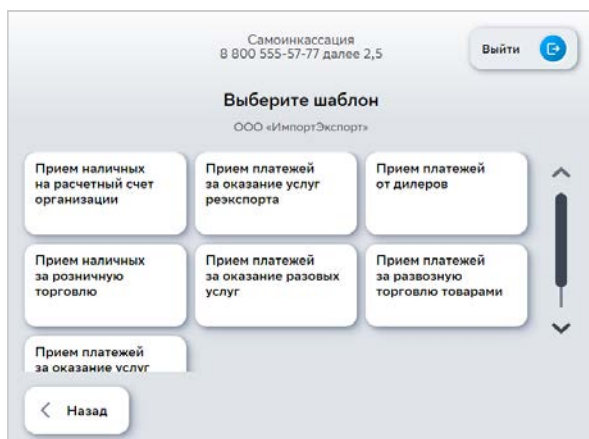 Самоинкассация
8 800 555-57-77 далее 2,5
Выйти
Выберите шаблон
ООО «ИмпортЭкспорт»
Прием наличных
на расчетный счет
организации
Прием платежей
за оказание услуг
реэкспорта
Прием платежей
от дилеров
Прием наличных
за розничную
торговлю
Прием платежей
за оказание разовых
услуг
Прием платежей
за развозную
торговлю товарами
Прием платежей
за оказание услуг
Назад